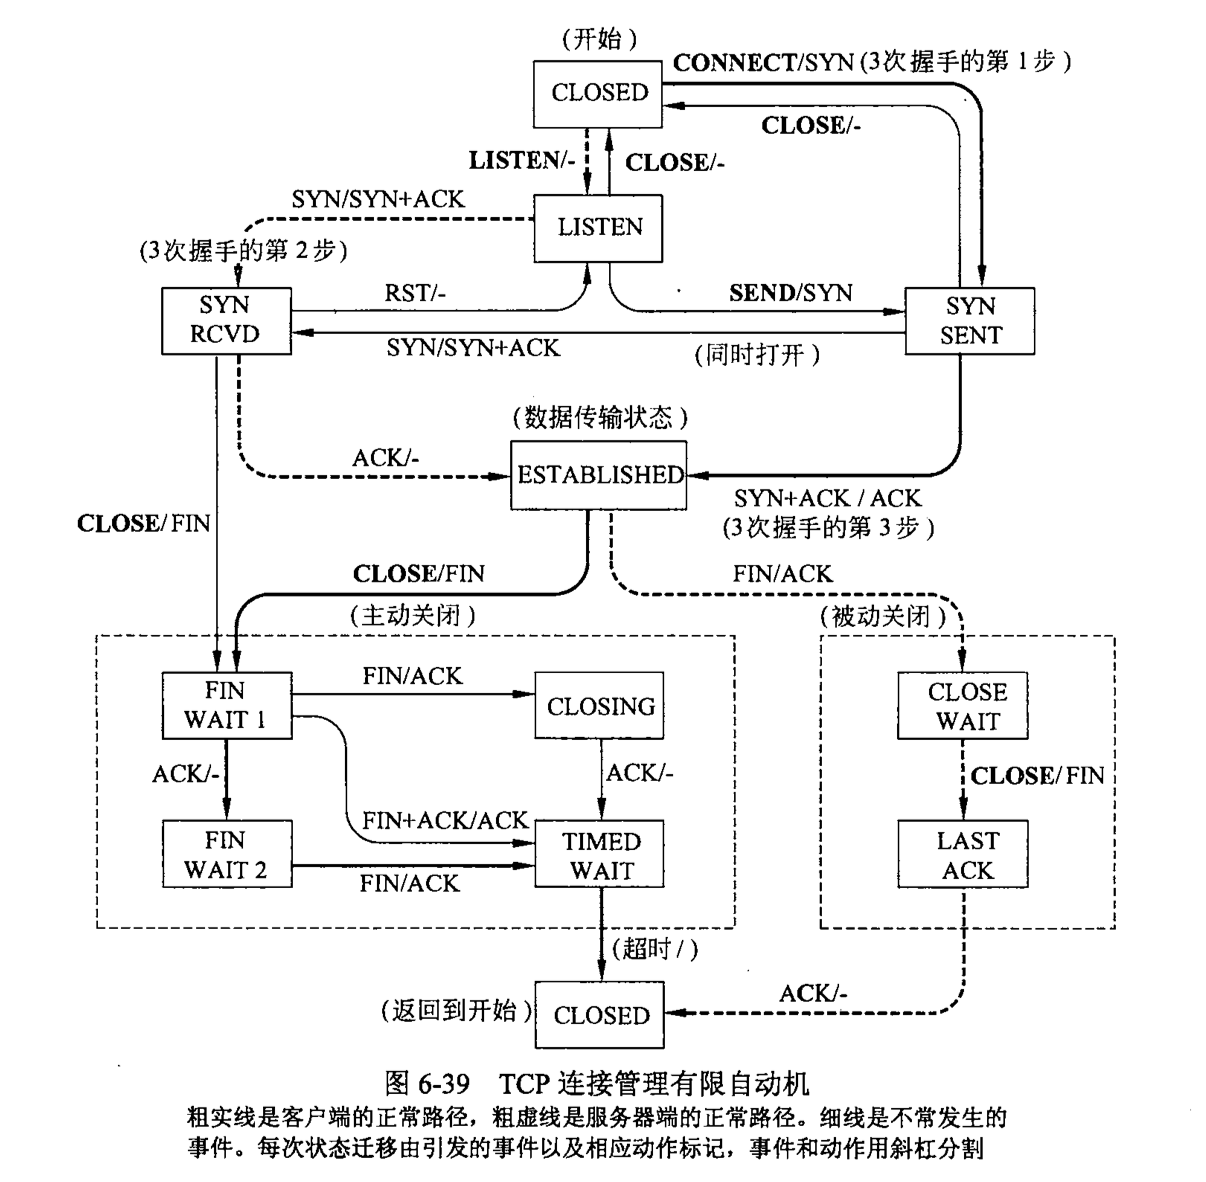 (开始)
CONNECT/SYN (3次握手的第1步)
CLOSED
CLOSE/-
LISTEN/-
CLOSE/-
SYN/SYN+ACK
LISTEN
(3次握手的第2步)
SYN
RCVD
RST/-
SEND/SYN
SYN
SENT
SYN/SYN+ACK
(同时打开)
(数据传输状态)
ACK/-
ESTABLISHED
SYN+ACK / ACK
(3次握手的第3步)
CLOSE/FIN
CLOSE/FIN
FIN/ACK
(主动关闭)
(被动关闭)
FIN
WAIT 1
FIN/ACK
CLOSING
CLOSE
WAIT
ACK/-
ACK/-
CLOSE/FIN
FIN+ACK/ACK
FIN
WAIT 2
TIMED
WAIT
LAST
ACK
FIN/ACK
(超时/)
ACK/-
(返回到开始)
CLOSED
图 6-39 TCP 连接管理有限自动机
粗实线是客户端的正常路径，粗虚线是服务器端的正常路径。细线是不常发生的
事件。每次状态迁移由引发的事件以及相应动作标记，事件和动作用斜杠分割